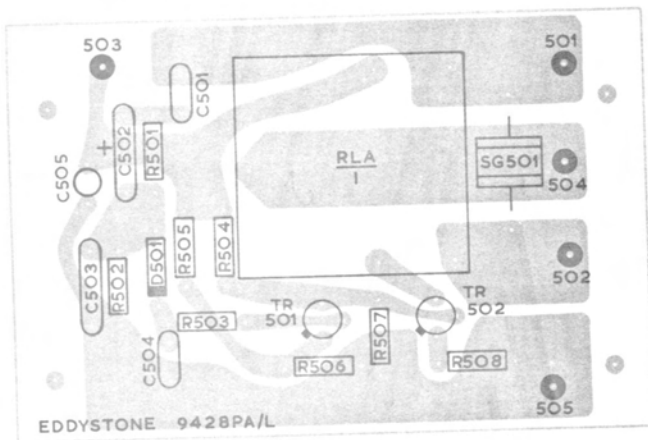 503
501
C501
C502
+
R501
C505
RLA
1
SG501
504
R505
R504
D501
C503
R502
502
TR
501
TR
502
R503
R507
C504
R506
R508
505
EDDYSTONE 9428PA/L